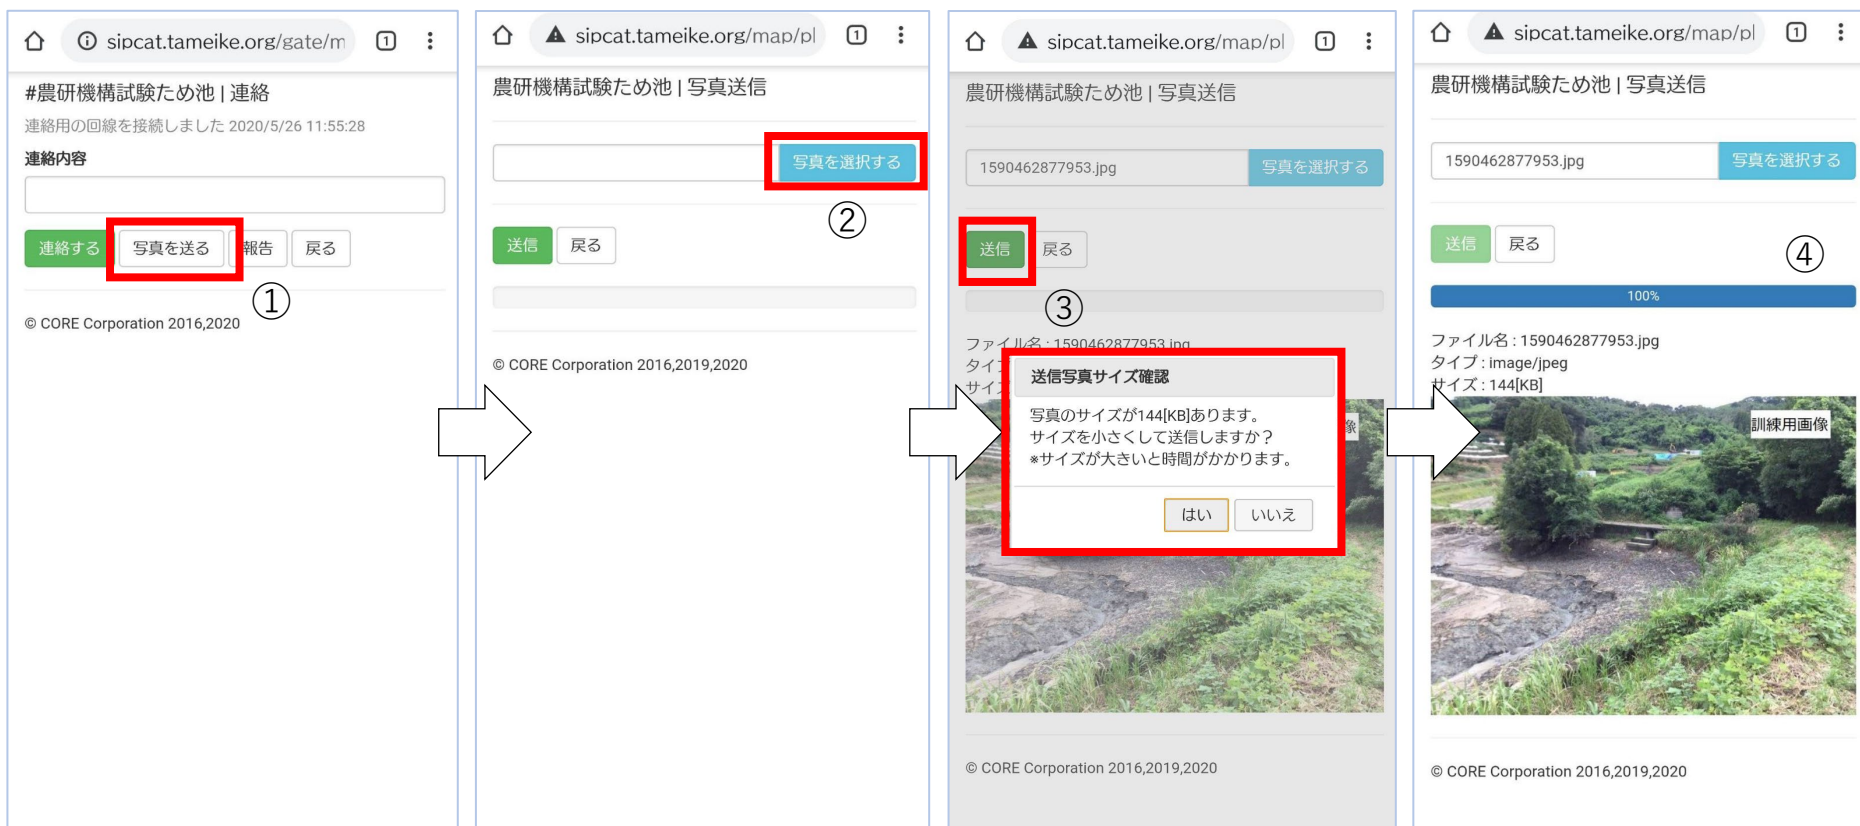 sipcat.tameike.org/gate/m 1
#農研機構試験ため池 | 連絡
連絡用の回線を接続しました 2020/5/26 11:55:28
連絡内容
連絡する 写真を送る 報告 戻る
①
© CORE Corporation 2016,2020
sipcat.tameike.org/map/pl 1
農研機構試験ため池 | 写真送信
写真を選択する
②
送信 戻る
© CORE Corporation 2016,2019,2020
sipcat.tameike.org/map/pl 1
農研機構試験ため池 | 写真送信
1590462877953.jpg 写真を選択する
送信 戻る
③
ファイル名 : 1590462877953.jpg
タイ
サイ
送信写真サイズ確認
写真のサイズが144[KB]あります。
サイズを小さくして送信しますか？
*サイズが大きいと時間がかかります。
はい いいえ
像
© CORE Corporation 2016,2019,2020
sipcat.tameike.org/map/pl 1
農研機構試験ため池 | 写真送信
1590462877953.jpg 写真を選択する
送信 戻る
④
100%
ファイル名 : 1590462877953.jpg
タイプ : image/jpeg
サイズ : 144[KB]
訓練用画像
© CORE Corporation 2016,2019,2020